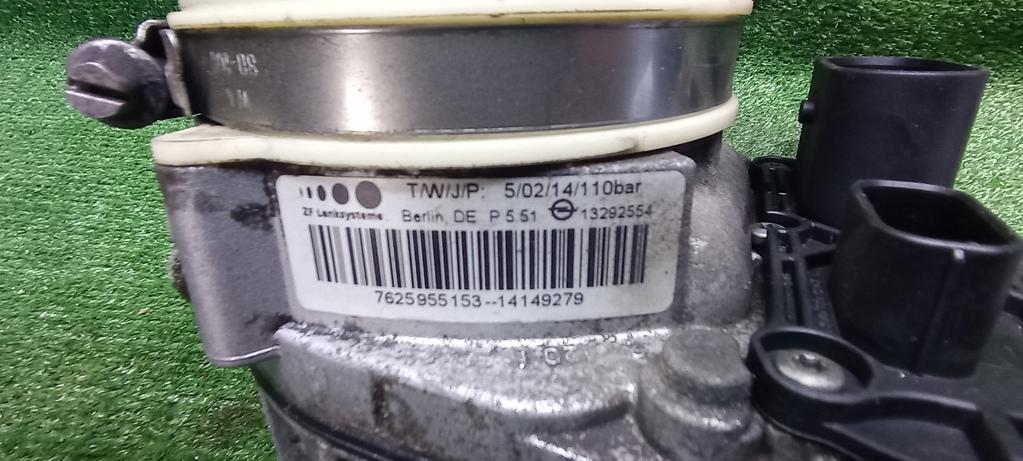 T/W/J/P: 5/02/14/110bar
ZF Lenksysteme Berlin, DE P 5.51 13292554
7625955153--14149279